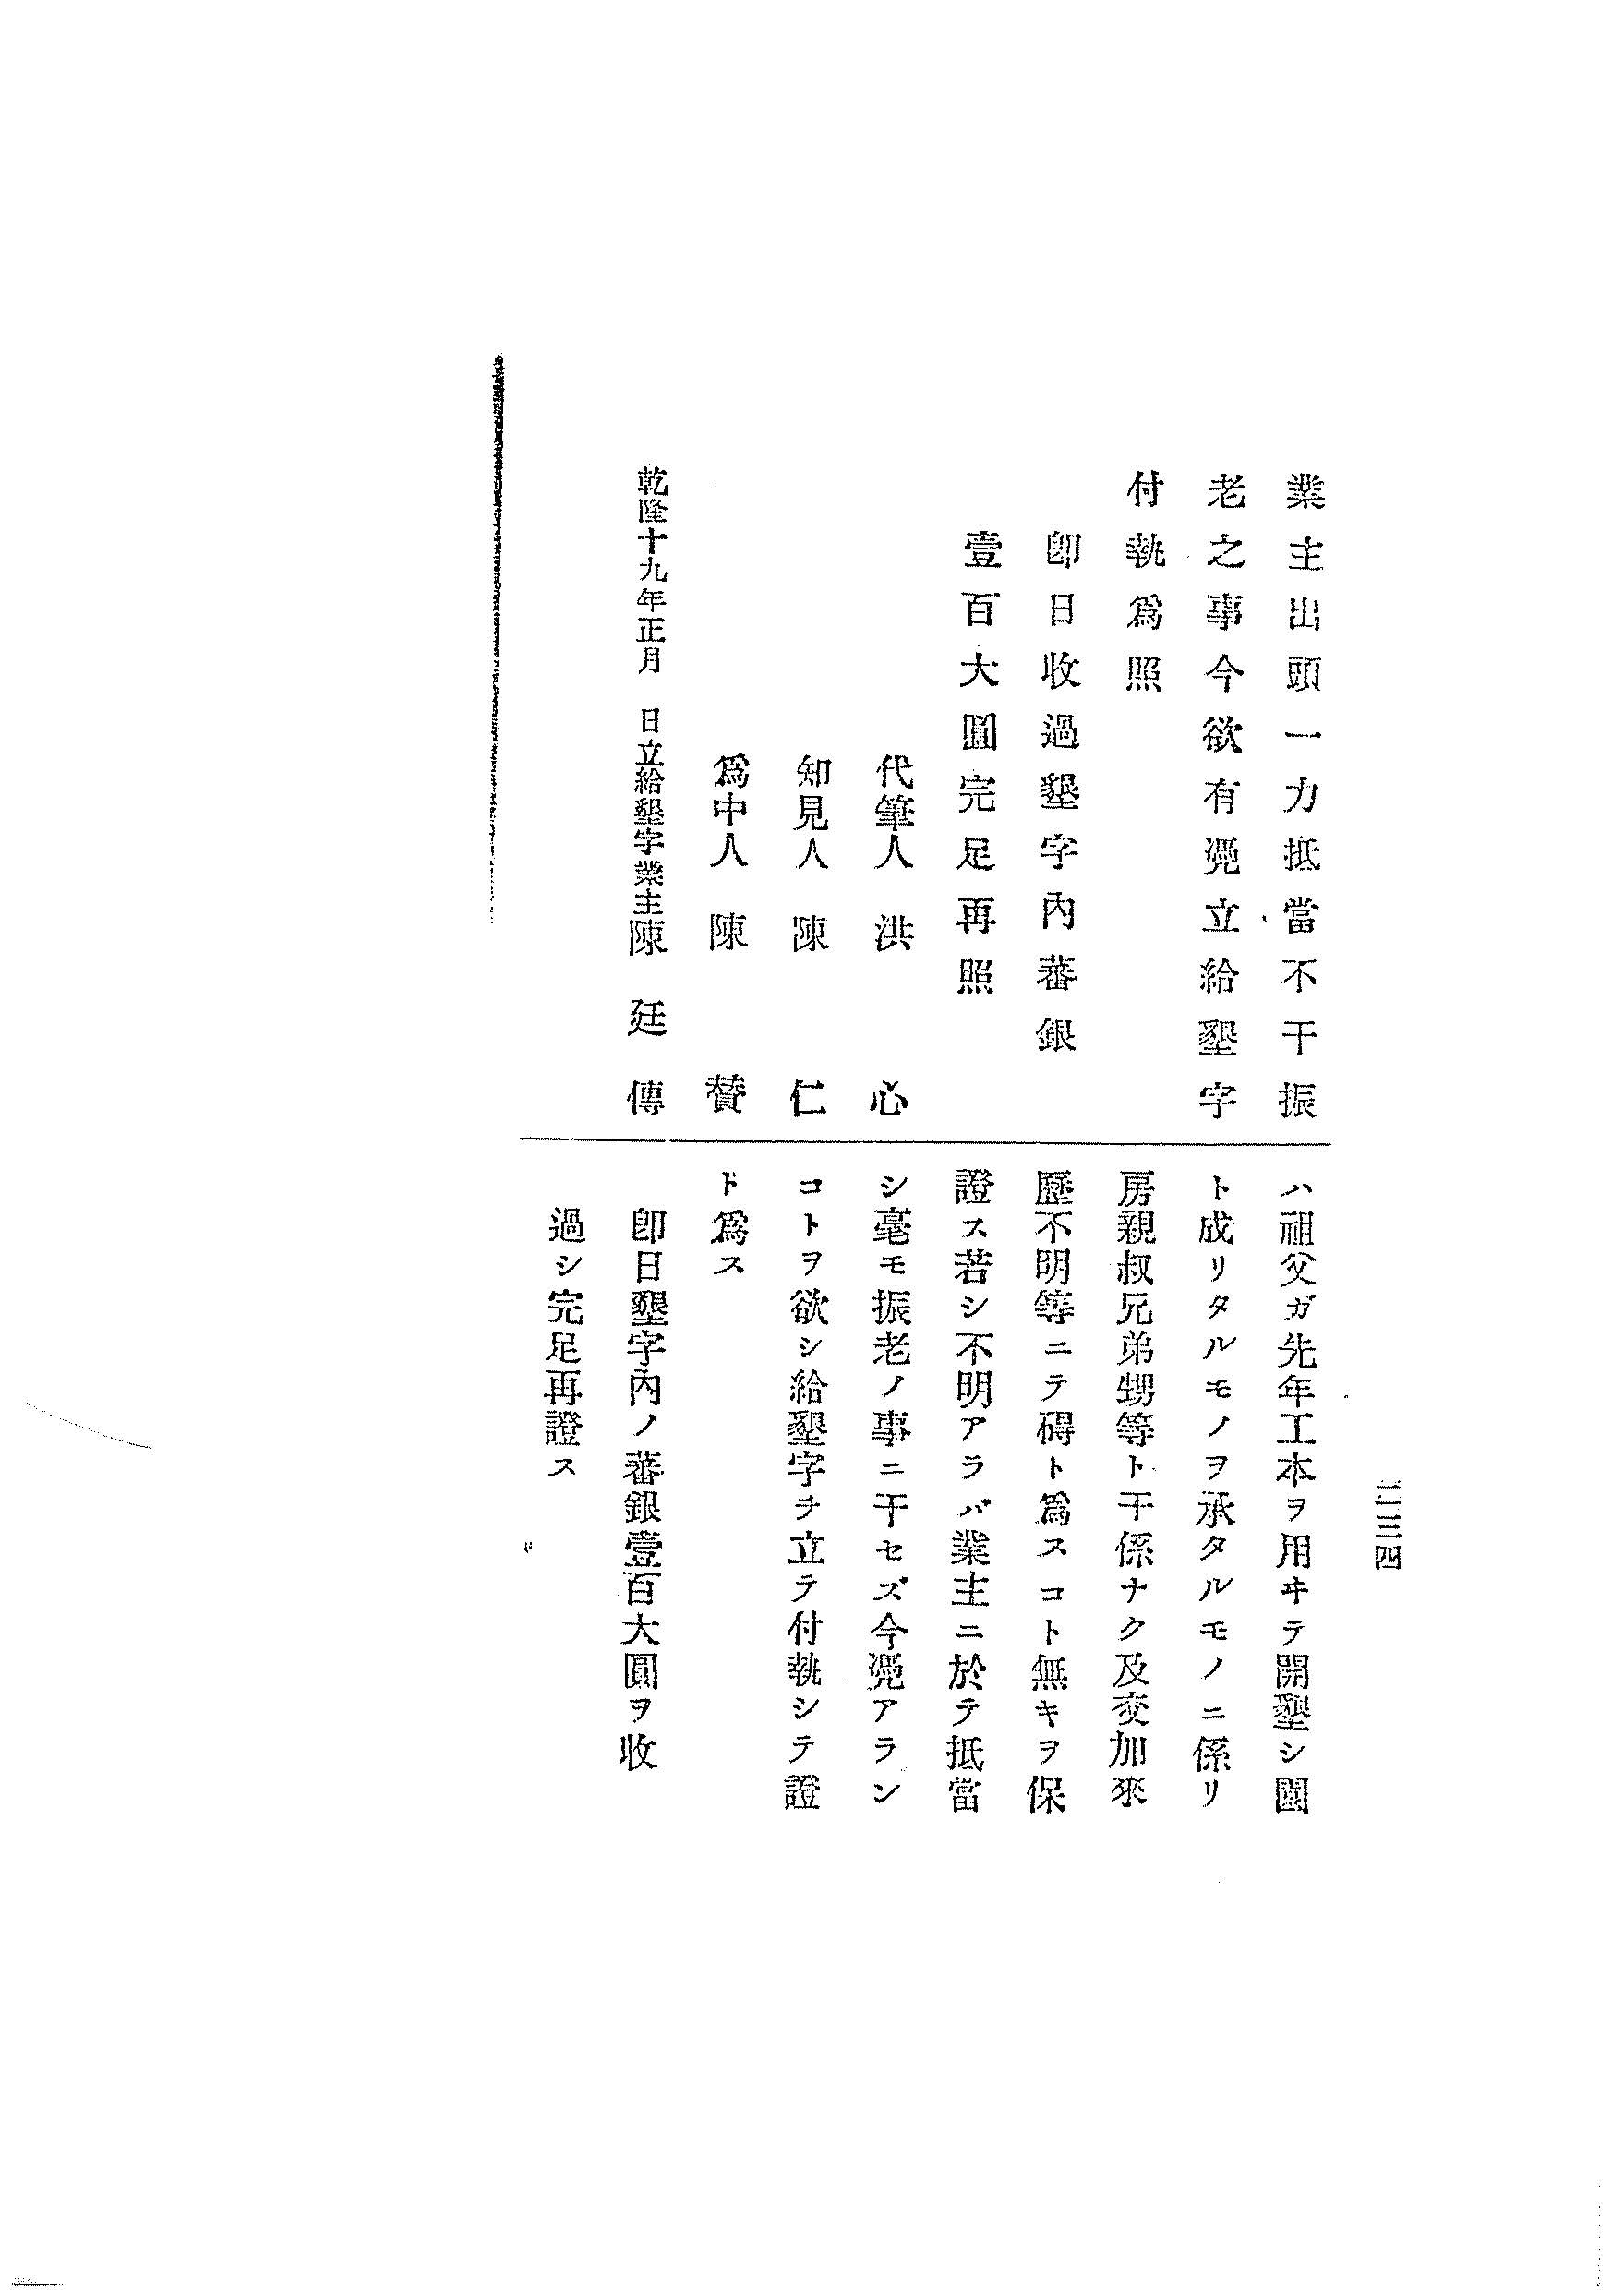 二三四
業主出頭一力抵當不干振
老之事今欲有凴立給墾字
付執爲照
卽日收過墾字內蕃銀
壹百大圓完足再照
代筆人 洪 心
知見人 陳 仁
爲中人 陳 贊
乾隆十九年正月 日立給墾字業主陳 廷 傳
ハ祖父ガ先年工本ヲ用ヰテ開墾シ園
ト成リタルモノヲ承タルモノニ係リ
房親叔兄弟甥等ト干係ナク及交加來
歷不明等ニテ碍ト爲スコト無キヲ保
證ス若シ不明アラバ業主ニ於テ抵當
シ毫モ振老ノ事ニ干セズ今凴アラン
コトヲ欲シ給墾字チ立テ付執シテ證
ト爲ス
卽日墾字內ノ蕃銀壹百大圓ヲ收
過シ完足再證ス